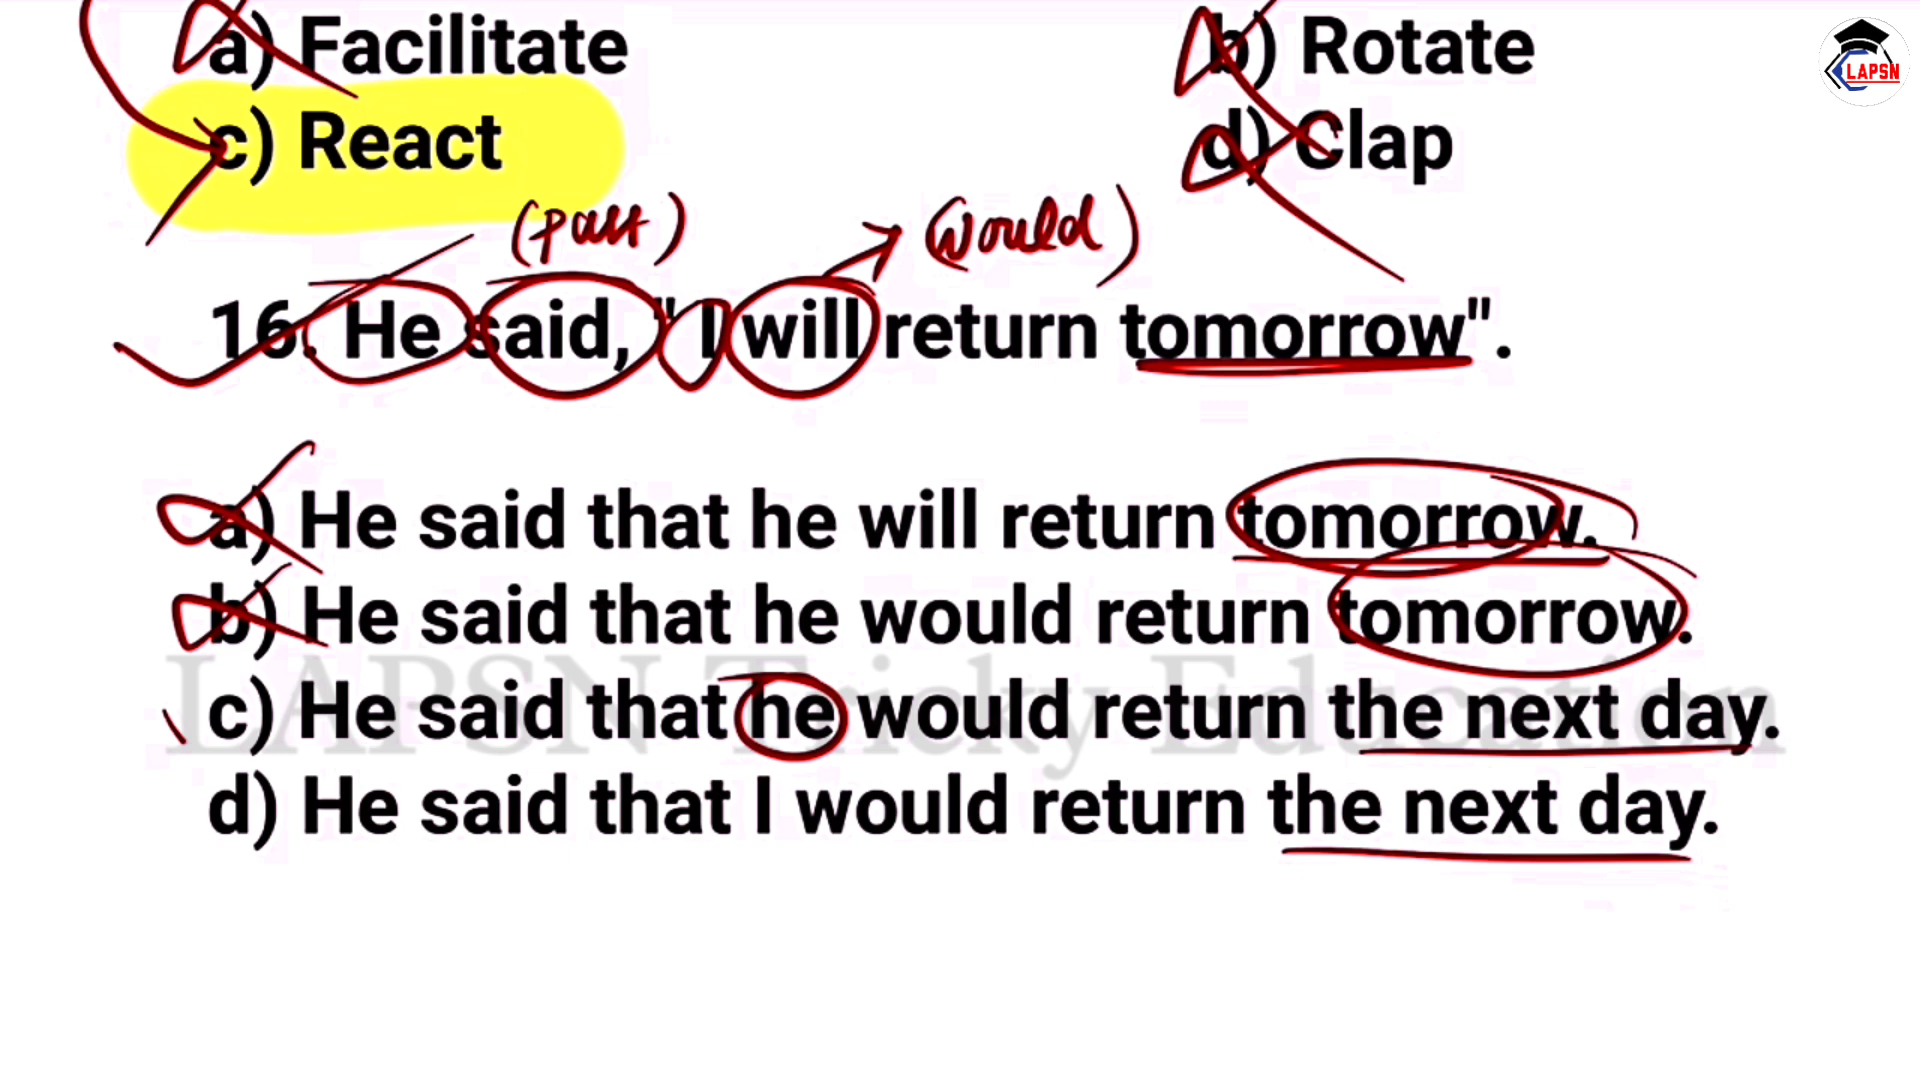 a) Facilitate b) Rotate
LAPSN
c) React d) Clap
(past) (would)
16. He said, "I will return tomorrow".
a) He said that he will return tomorrow.
b) He said that he would return tomorrow.
LAPSN Tricky Education
c) He said that he would return the next day.
d) He said that I would return the next day.